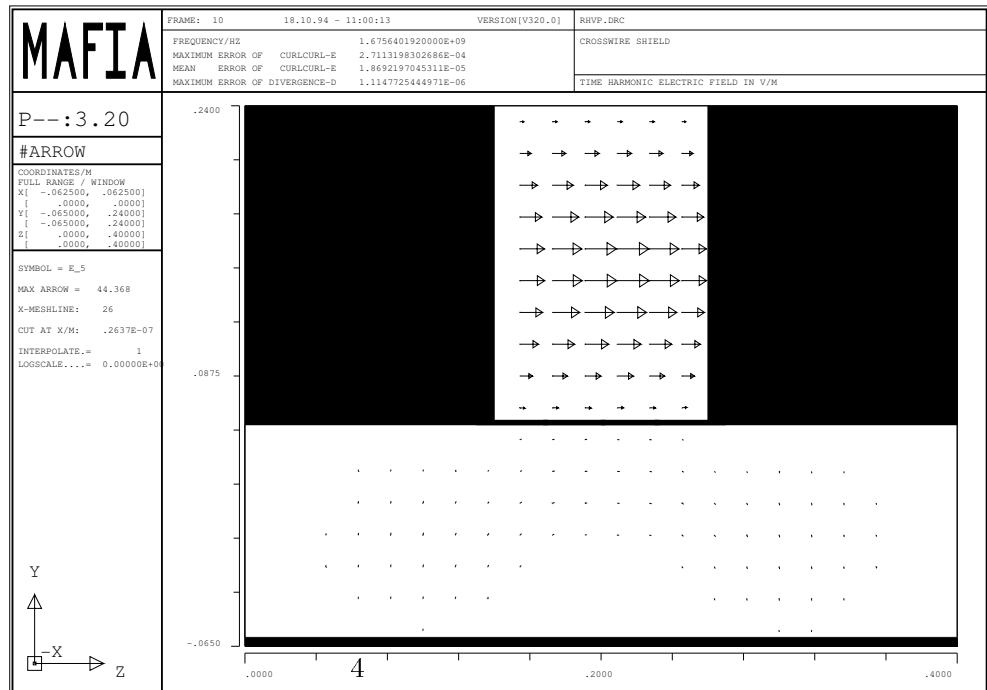 MAFIA
FRAME: 10 18.10.94 - 11:00:13 VERSION[V320.0] RHVP.DRC
FREQUENCY/HZ 1.6756401920000E+09
MAXIMUM ERROR OF CURLCURL-E 2.7113198302686E-04
MEAN ERROR OF CURLCURL-E 1.8692197045311E-05
MAXIMUM ERROR OF DIVERGENCE-D 1.1147725444971E-06
CROSSWIRE SHIELD
TIME HARMONIC ELECTRIC FIELD IN V/M
P--:3.20
#ARROW
COORDINATES/M
FULL RANGE / WINDOW
X[ -.062500, .062500]
[ .0000, .0000]
Y[ -.065000, .24000]
[ -.065000, .24000]
Z[ .0000, .40000]
[ .0000, .40000]
SYMBOL = E_5
MAX ARROW = 44.368
X-MESHLINE: 26
CUT AT X/M: .2637E-07
INTERPOLATE.= 1
LOGSCALE....= 0.00000E+00
.2400
.0875
-.0650
.0000 .2000 .4000
4
Y
-X
Z